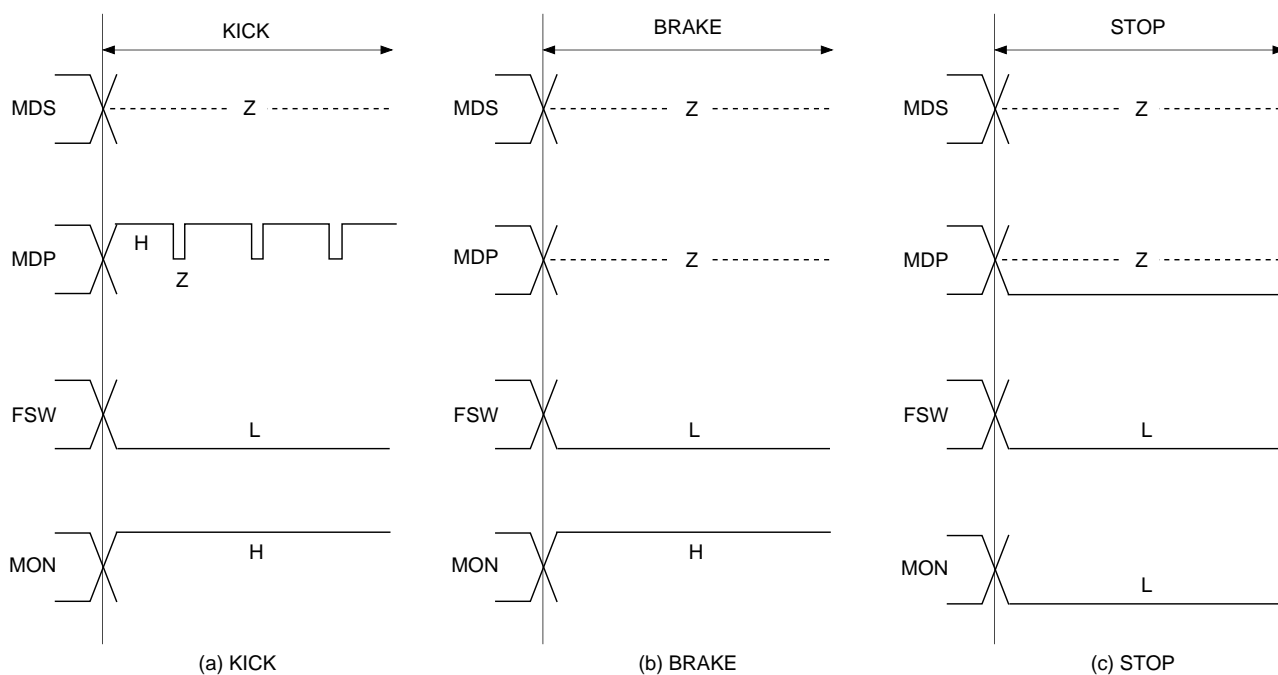 KICK
MDS
Z
MDP
H
Z
FSW
L
MON
H
(a) KICK
BRAKE
MDS
Z
MDP
Z
FSW
L
MON
H
(b) BRAKE
STOP
MDS
Z
MDP
Z
FSW
L
MON
L
(c) STOP